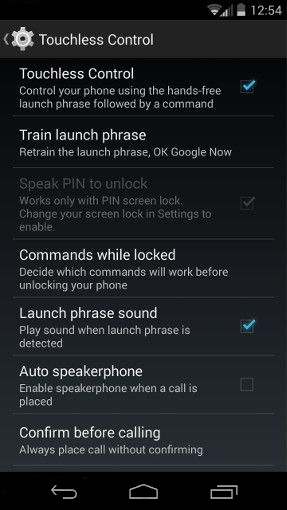 12:54
Touchless Control
Touchless Control
Control your phone using the hands-free
launch phrase followed by a command
Train launch phrase
Retrain the launch phrase, OK Google Now
Speak PIN to unlock
Works only with PIN screen lock.
Change your screen lock in Settings to
enable.
Commands while locked
Decide which commands will work before
unlocking your phone
Launch phrase sound
Play sound when launch phrase is
detected
Auto speakerphone
Enable speakerphone when a call is
placed
Confirm before calling
Always place call without confirming